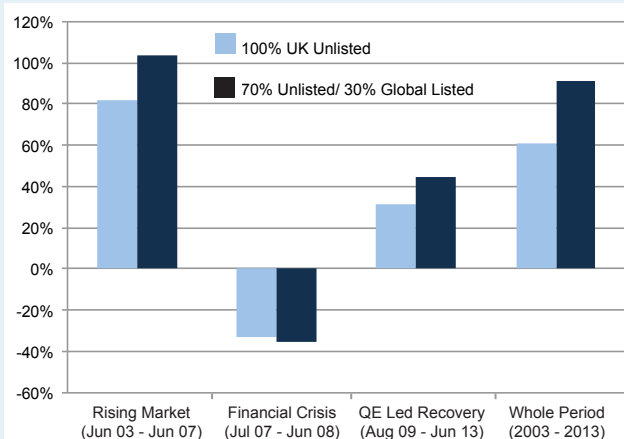 120%
100%
80%
60%
40%
20%
0%
-20%
-40%
-60%
100% UK Unlisted
70% Unlisted/ 30% Global Listed
Rising Market
(Jun 03 - Jun 07)
Financial Crisis
(Jul 07 - Jun 08)
QE Led Recovery
(Aug 09 - Jun 13)
Whole Period
(2003 - 2013)